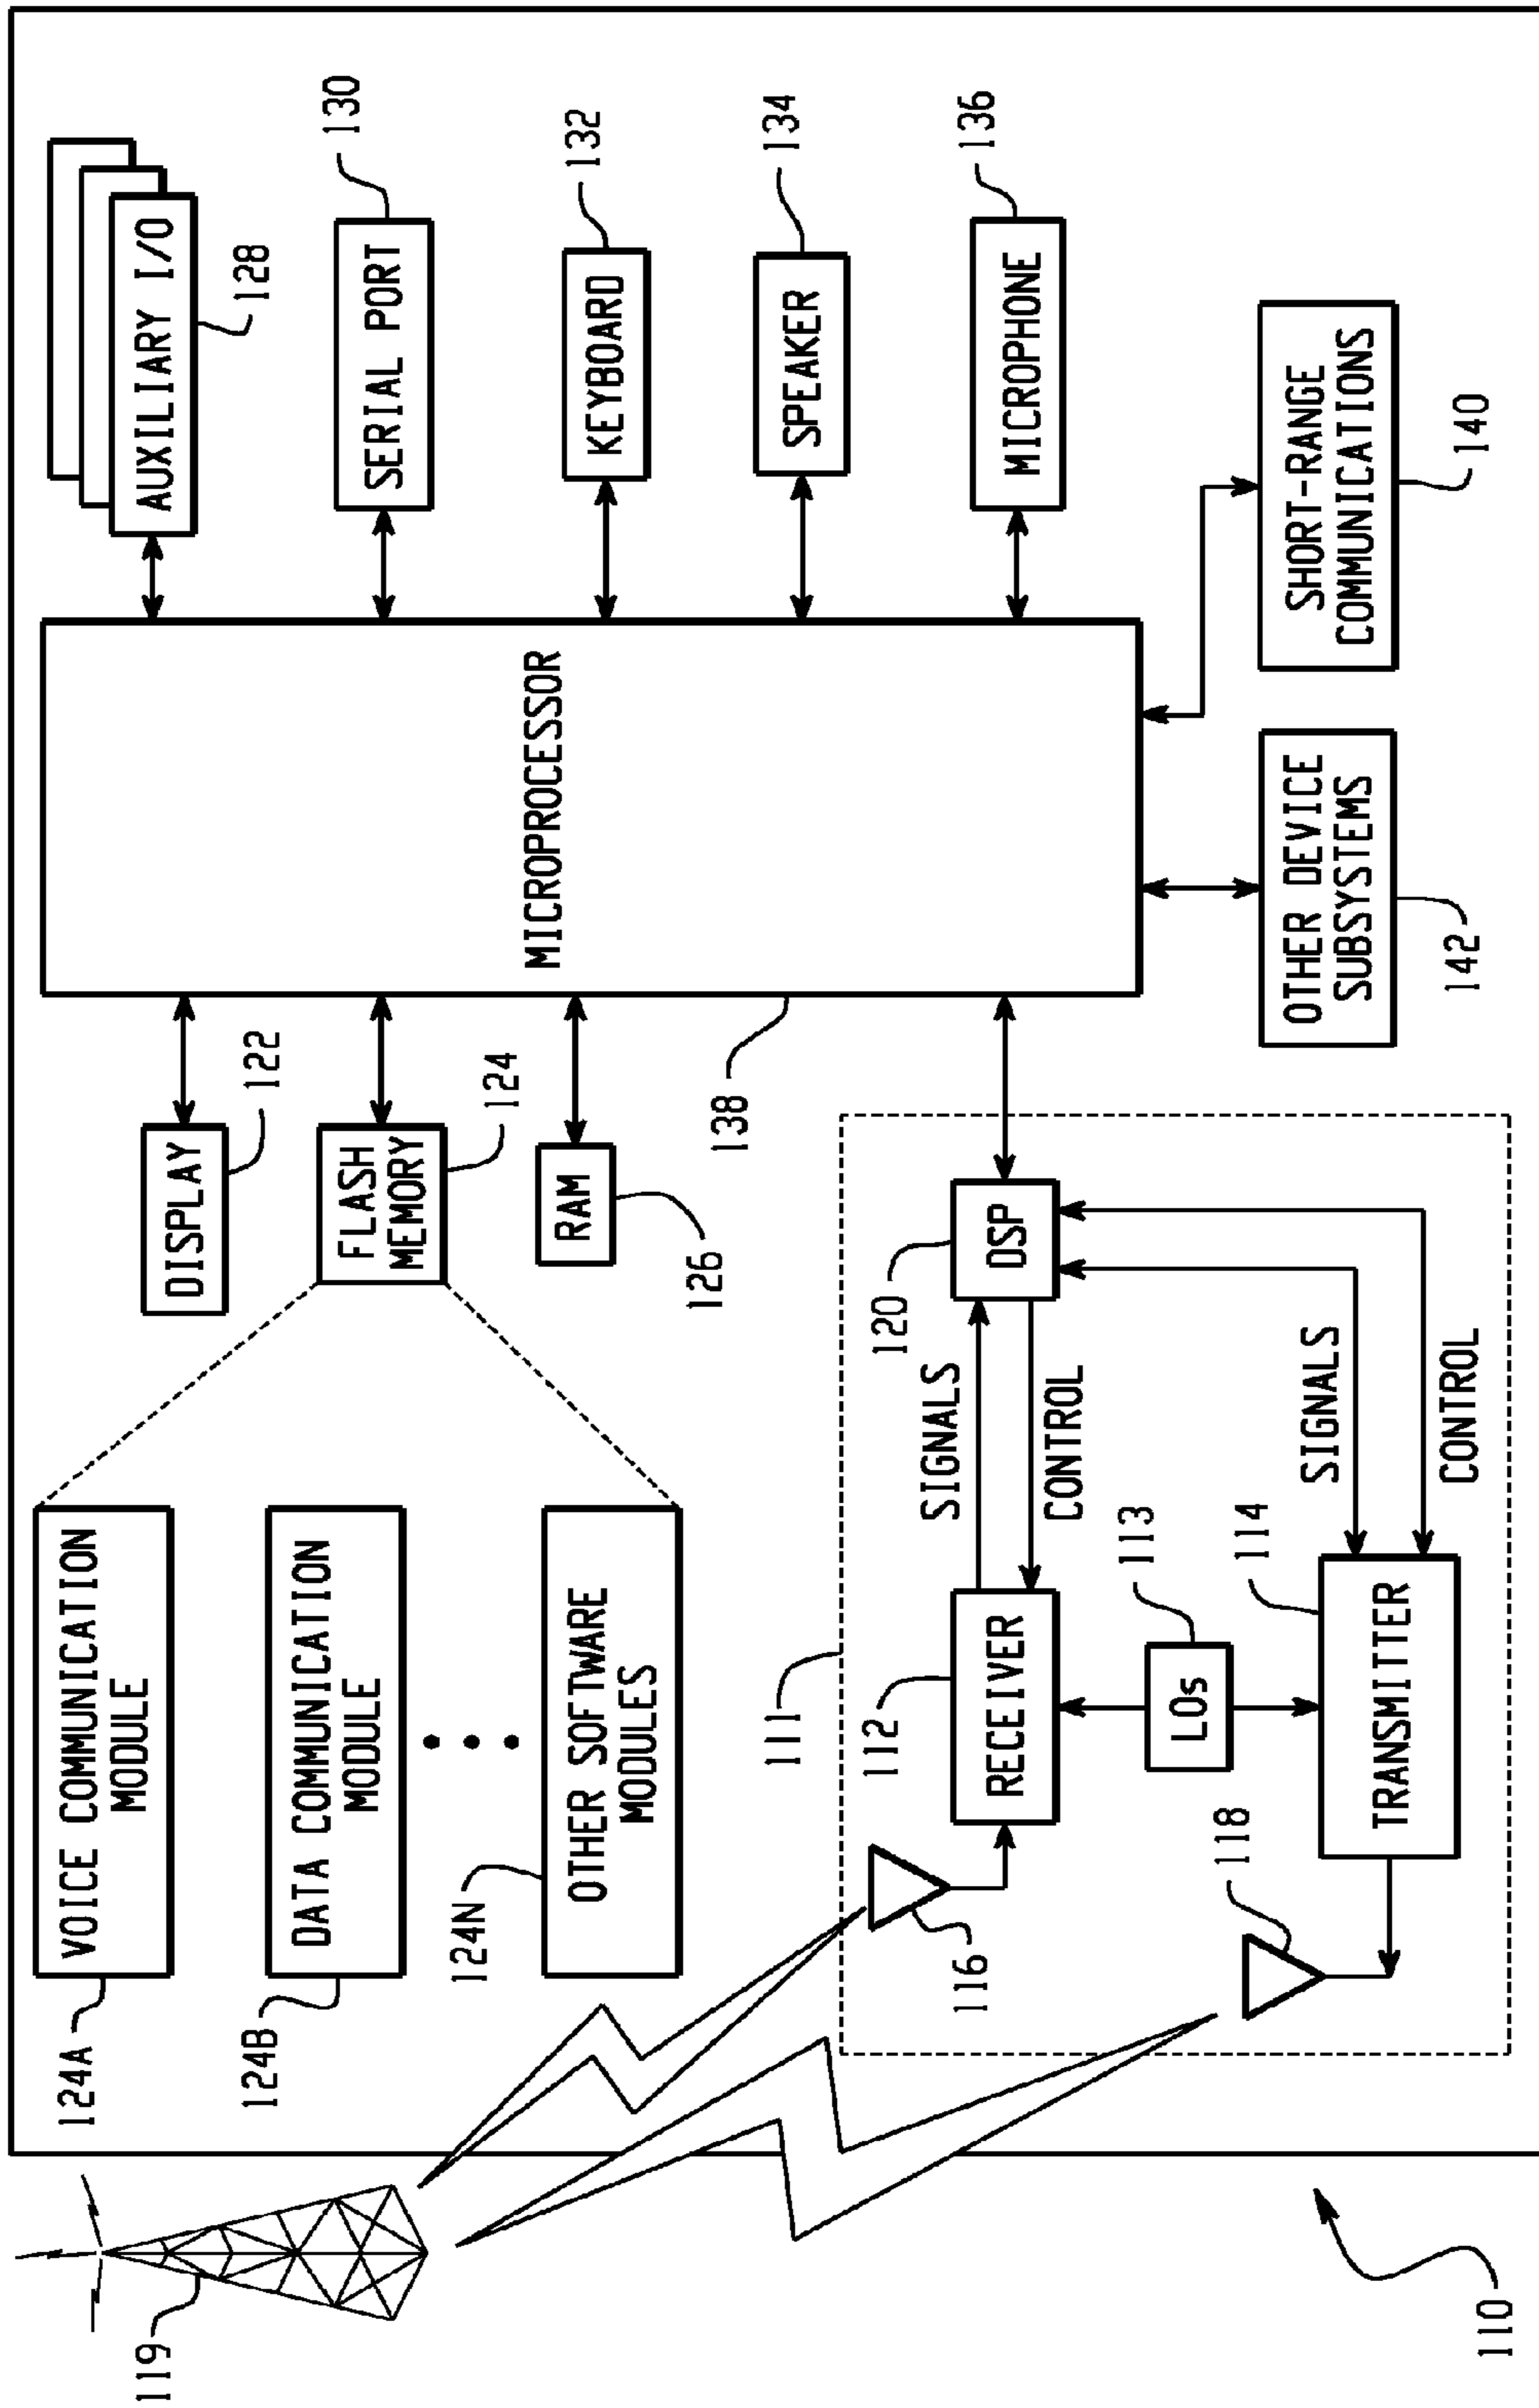 119
124A
VOICE COMMUNICATION
MODULE
124B
DATA COMMUNICATION
MODULE
124N
OTHER SOFTWARE
MODULES
DISPLAY
122
FLASH
MEMORY
124
RAM
126
MICROPROCESSOR
138
AUXILIARY I/O
128
SERIAL PORT
130
KEYBOARD
132
SPEAKER
134
MICROPHONE
136
SHORT-RANGE
COMMUNICATIONS
140
OTHER DEVICE
SUBSYSTEMS
142
111
116
112
RECEIVER
SIGNALS
CONTROL
120
DSP
LOs
113
118
TRANSMITTER
114
SIGNALS
CONTROL
110